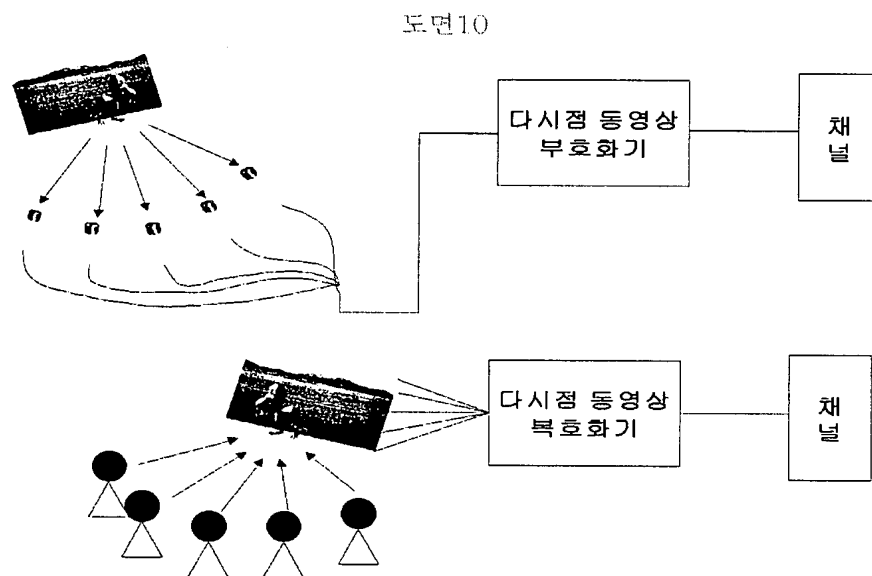 도면10
다시점 동영상
부호화기
채
널
다시점 동영상
복호화기
채
널